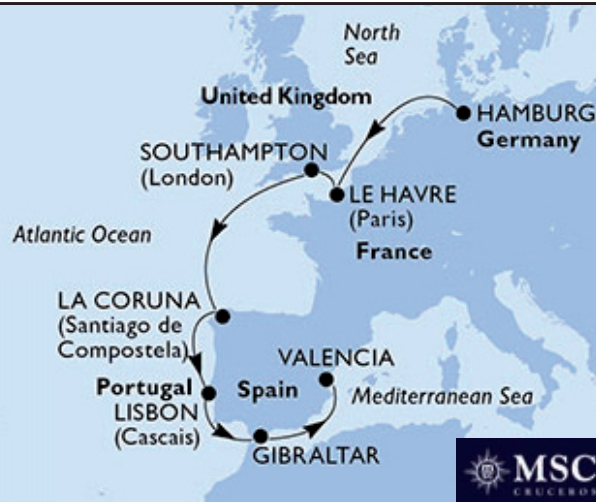 North
Sea
United Kingdom
HAMBURG
Germany
SOUTHAMPTON
(London)
LE HAVRE
(Paris)
France
Atlantic Ocean
LA CORUNA
(Santiago de
Compostela)
VALENCIA
Portugal
Spain
Mediterranean Sea
LISBON
(Cascais)
GIBRALTAR
MSC
CRUCEROS